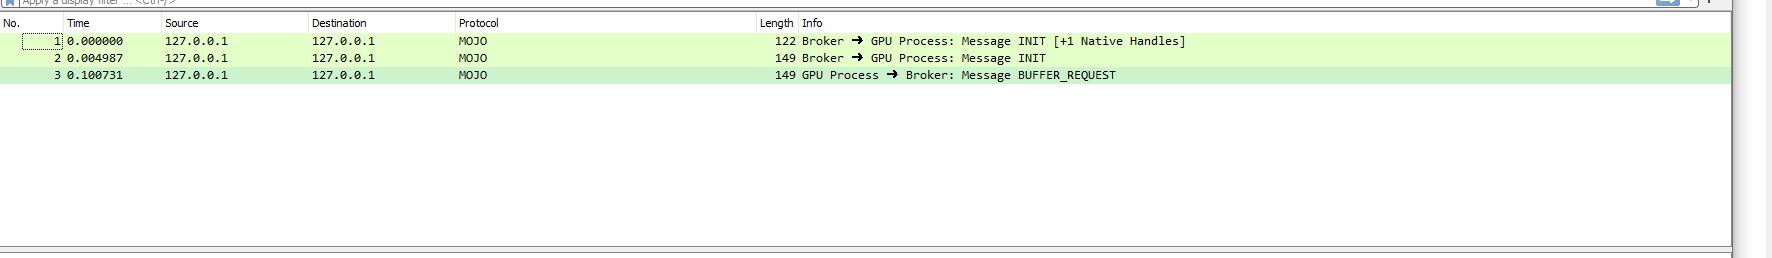 Apply a display filter ... <Ctrl-/>
No. Time Source Destination Protocol Length Info
1 0.000000 127.0.0.1 127.0.0.1 MOJO 122 Broker → GPU Process: Message INIT [+1 Native Handles]
2 0.004987 127.0.0.1 127.0.0.1 MOJO 149 Broker → GPU Process: Message INIT
3 0.100731 127.0.0.1 127.0.0.1 MOJO 149 GPU Process → Broker: Message BUFFER_REQUEST